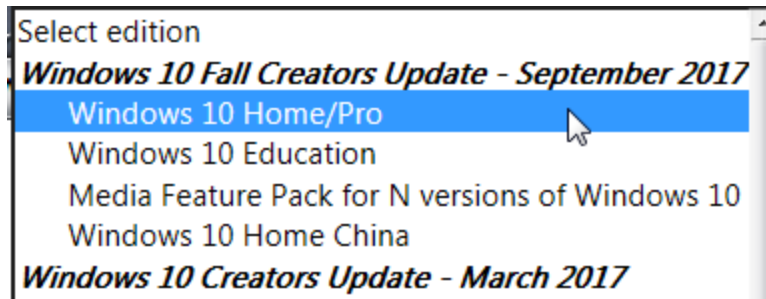 Select edition
Windows 10 Fall Creators Update - September 2017
Windows 10 Home/Pro
Windows 10 Education
Media Feature Pack for N versions of Windows 10
Windows 10 Home China
Windows 10 Creators Update - March 2017